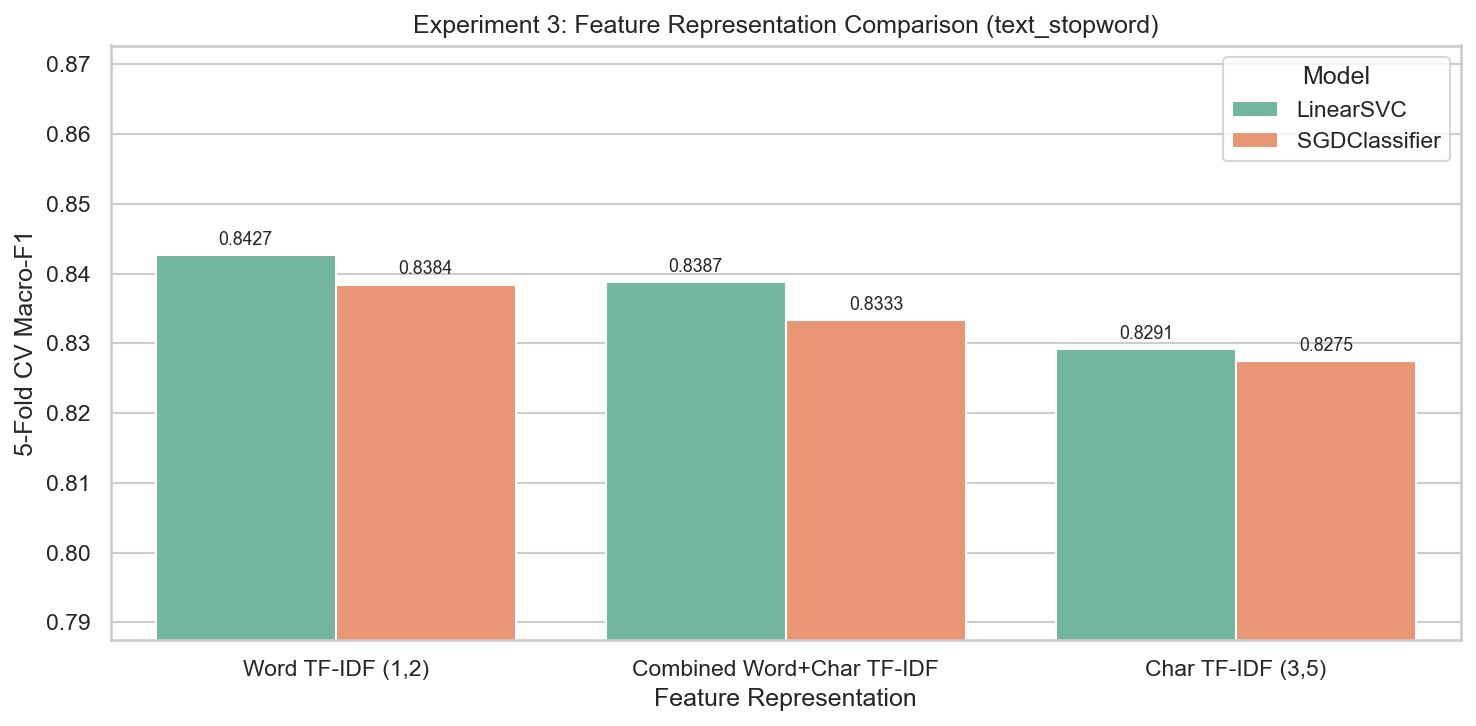 Experiment 3: Feature Representation Comparison (text_stopword)
Model
LinearSVC
SGDClassifier
5-Fold CV Macro-F1
0.87
0.86
0.85
0.84
0.83
0.82
0.81
0.80
0.79
0.8427
0.8384
0.8387
0.8333
0.8291
0.8275
Word TF-IDF (1,2)
Combined Word+Char TF-IDF
Char TF-IDF (3,5)
Feature Representation